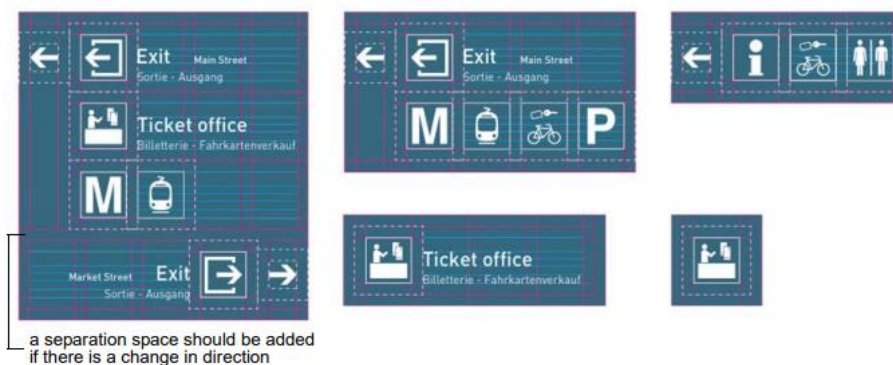 Exit Main Street
Sortie - Ausgang
Ticket office
Billetterie - Fahrkartenverkauf
M
Market Street Exit
Sortie - Ausgang
a separation space should be added
if there is a change in direction
Exit Main Street
Sortie - Ausgang
M P
Ticket office
Billetterie - Fahrkartenverkauf
i